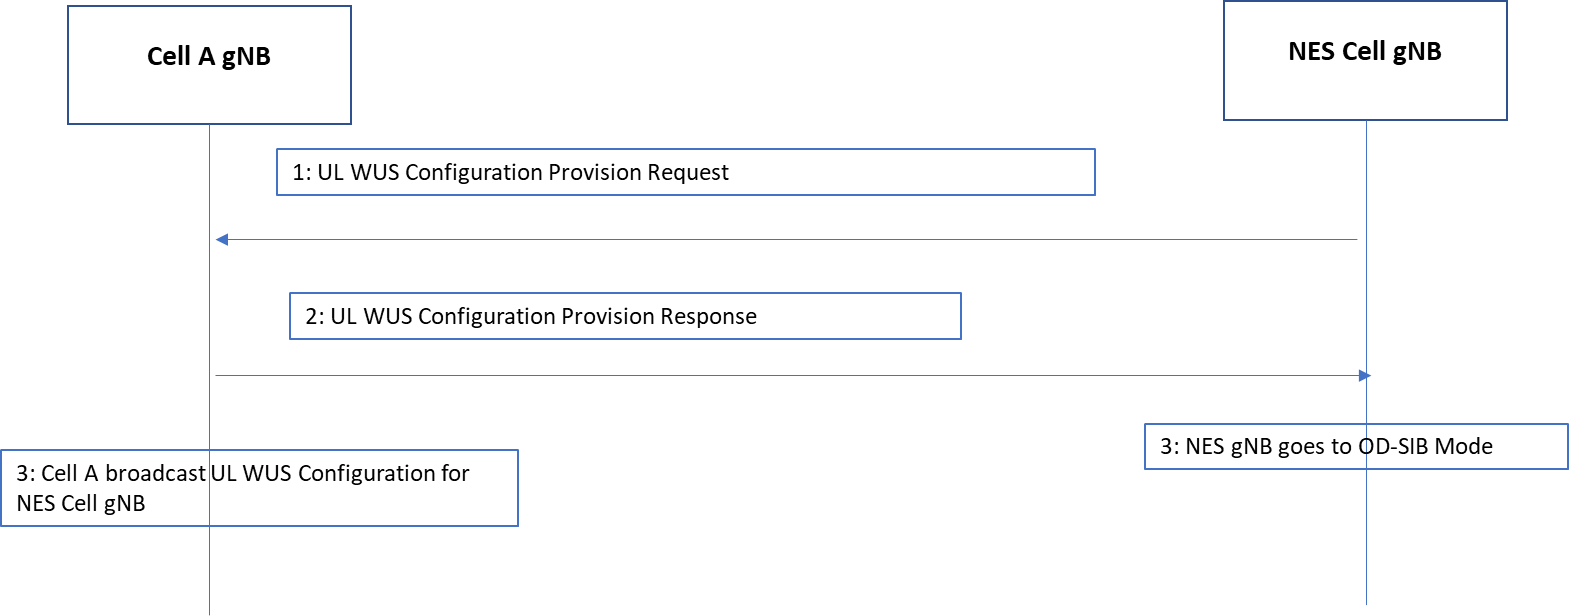 Cell A gNB
NES Cell gNB
1: UL WUS Configuration Provision Request
2: UL WUS Configuration Provision Response
3: NES gNB goes to OD-SIB Mode
3: Cell A broadcast UL WUS Configuration for
NES Cell gNB